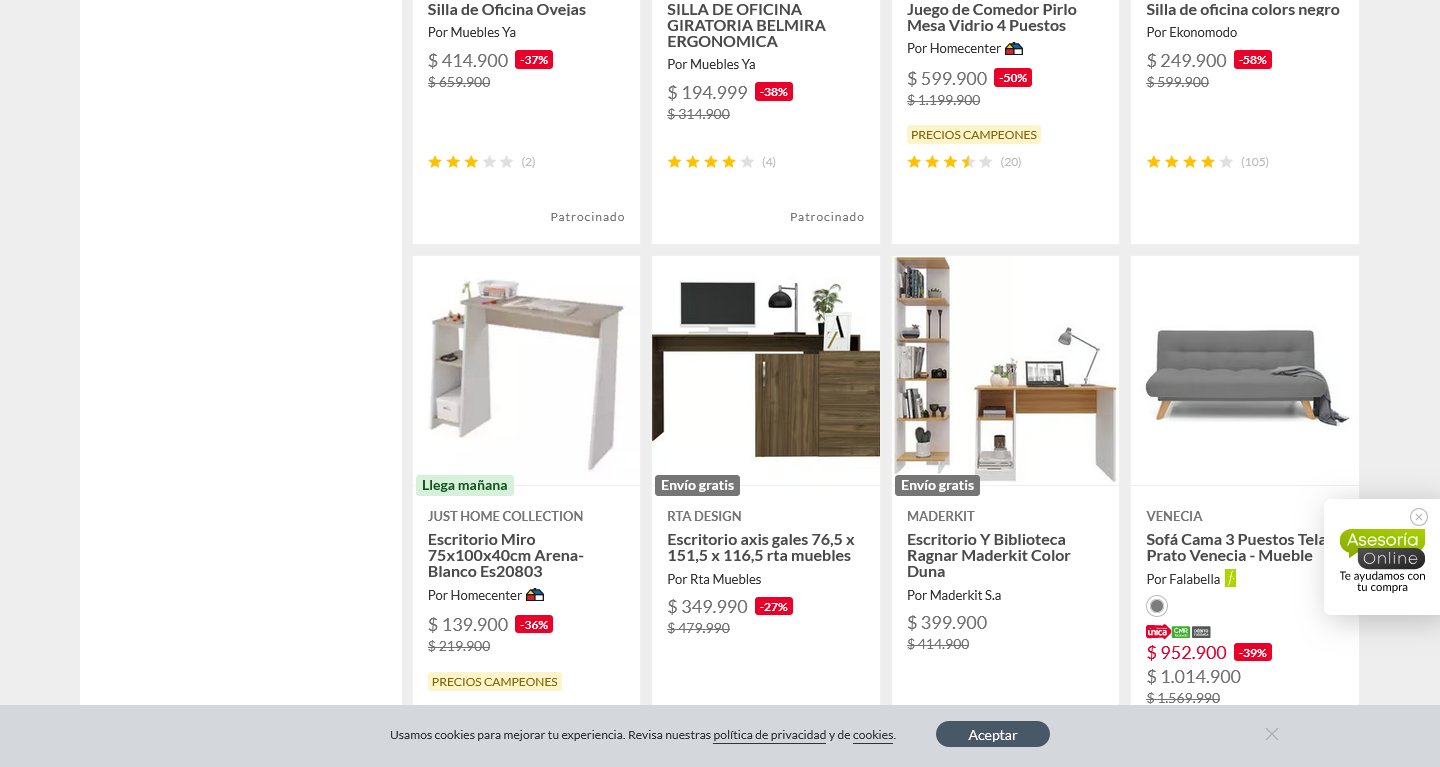 Silla de Oficina Ovejas
Por Muebles Ya
$ 414.900 -37%
$ 659.900
(2)
Patrocinado
SILLA DE OFICINA
GIRATORIA BELMIRA
ERGONOMICA
Por Muebles Ya
$ 194.999 -38%
$ 314.900
(4)
Patrocinado
Juego de Comedor Pirlo
Mesa Vidrio 4 Puestos
Por Homecenter
$ 599.900 -50%
$ 1.199.900
PRECIOS CAMPEONES
(20)
Silla de oficina colors negro
Por Ekonomodo
$ 249.900 -58%
$ 599.900
(105)
Llega mañana
JUST HOME COLLECTION
Escritorio Miro
75x100x40cm Arena-
Blanco Es20803
Por Homecenter
$ 139.900 -36%
$ 219.900
PRECIOS CAMPEONES
Envío gratis
RTA DESIGN
Escritorio axis gales 76,5 x
151,5 x 116,5 rta muebles
Por Rta Muebles
$ 349.990 -27%
$ 479.990
Envío gratis
MADERKIT
Escritorio Y Biblioteca
Ragnar Maderkit Color
Duna
Por Maderkit S.a
$ 399.900
$ 414.900
VENECIA
Sofá Cama 3 Puestos Tela
Prato Venecia - Mueble
Por Falabella
única CMR
$ 952.900 -39%
$ 1.014.900
$ 1.569.990
Asesoría
Online
Te ayudamos con
tu compra
Usamos cookies para mejorar tu experiencia. Revisa nuestras política de privacidad y de cookies.
Aceptar